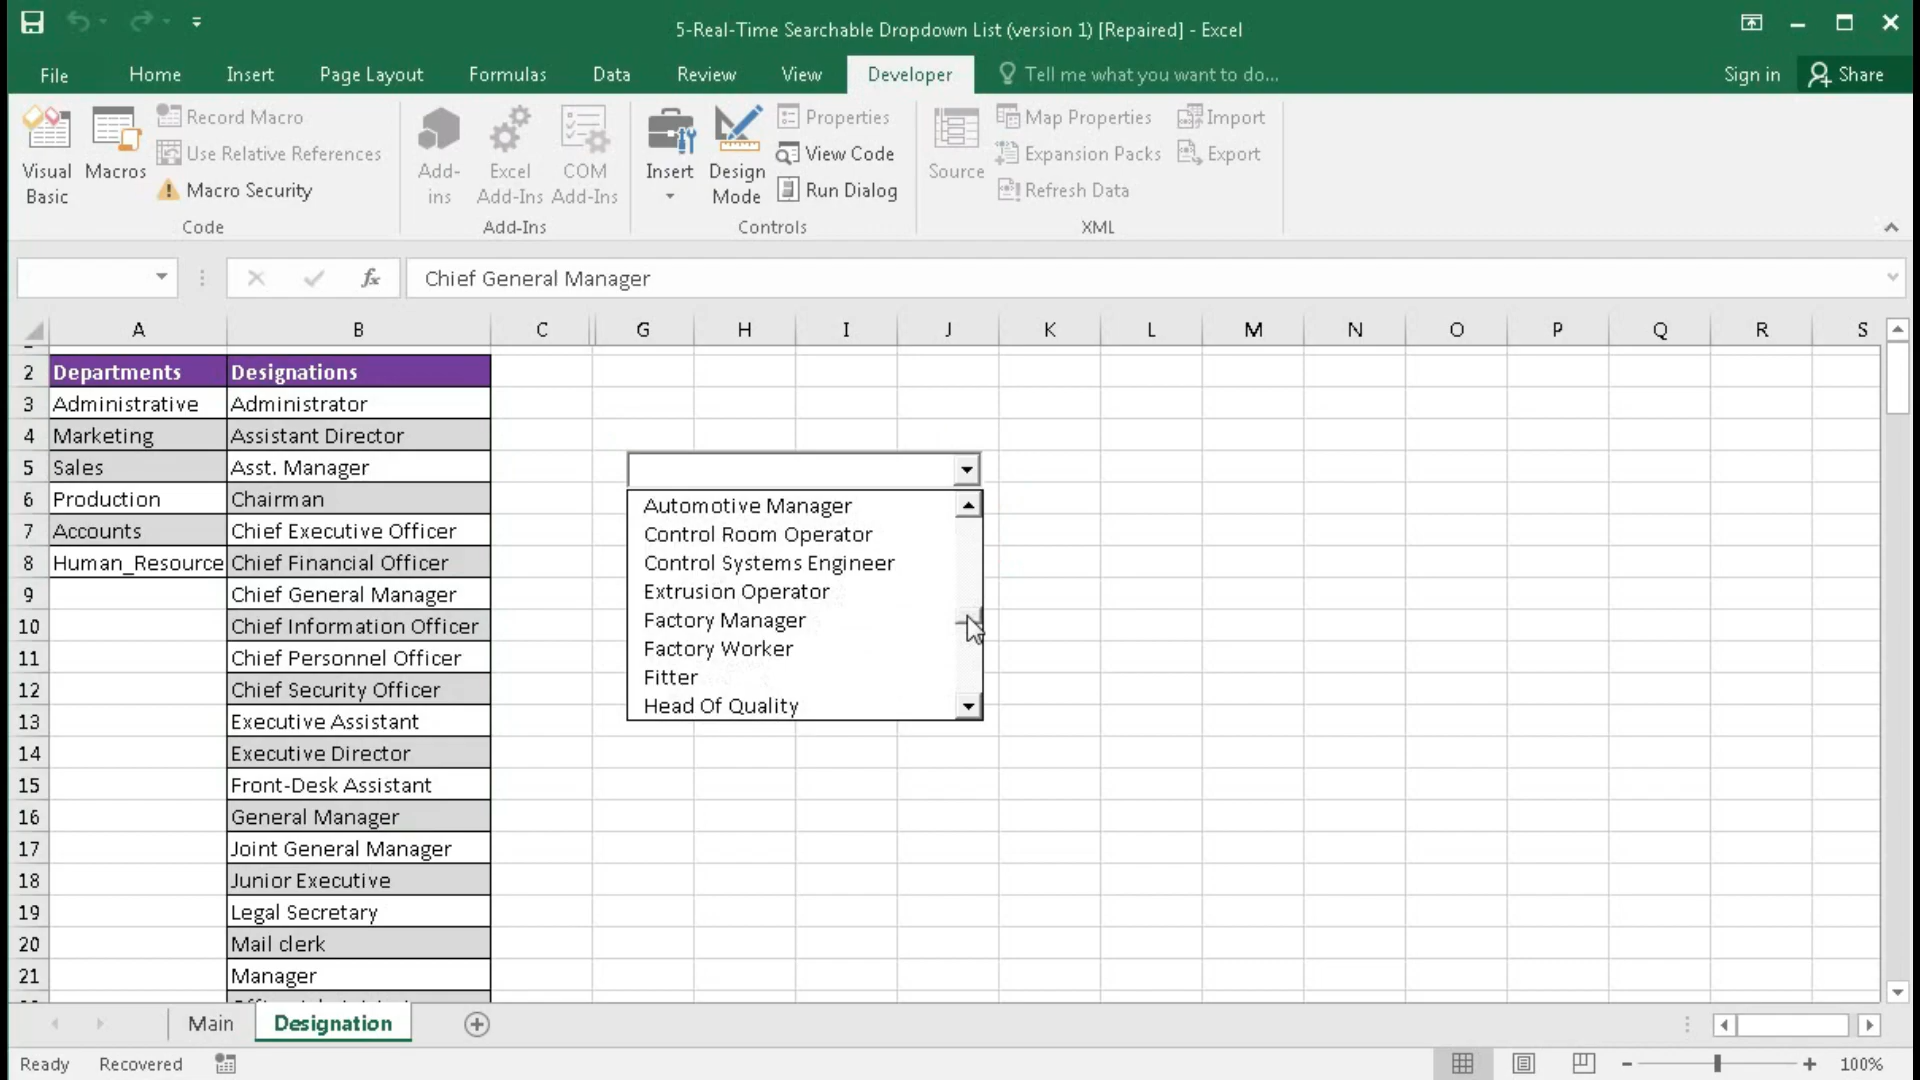 5-Real-Time Searchable Dropdown List (version 1) [Repaired] - Excel
File Home Insert Page Layout Formulas Data Review View Developer Tell me what you want to do... Sign in Share
Visual Basic
Macros
Record Macro
Use Relative References
Macro Security
Code
Add-ins
Excel Add-Ins
COM Add-Ins
Add-Ins
Insert
Design Mode
Properties
View Code
Run Dialog
Controls
Source
Map Properties
Expansion Packs
Refresh Data
Import
Export
XML
fx Chief General Manager
A B C G H I J K L M N O P Q R S
2 Departments Designations
3 Administrative Administrator
4 Marketing Assistant Director
5 Sales Asst. Manager
6 Production Chairman
7 Accounts Chief Executive Officer
8 Human_Resource Chief Financial Officer
9 Chief General Manager
10 Chief Information Officer
11 Chief Personnel Officer
12 Chief Security Officer
13 Executive Assistant
14 Executive Director
15 Front-Desk Assistant
16 General Manager
17 Joint General Manager
18 Junior Executive
19 Legal Secretary
20 Mail clerk
21 Manager
Automotive Manager
Control Room Operator
Control Systems Engineer
Extrusion Operator
Factory Manager
Factory Worker
Fitter
Head Of Quality
Main Designation
Ready Recovered 100%